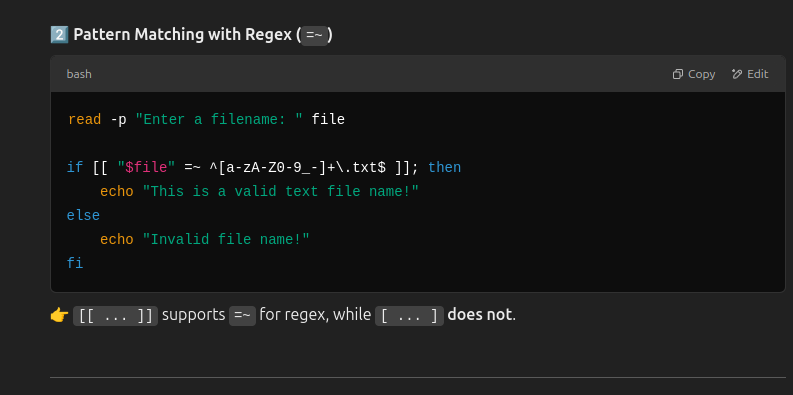 2️⃣ Pattern Matching with Regex (=~)
bash
Copy
Edit
read -p "Enter a filename: " file
if [[ "$file" =~ ^[a-zA-Z0-9_-]+\.txt$ ]]; then
    echo "This is a valid text file name!"
else
    echo "Invalid file name!"
fi
👉 [[ ... ]] supports =~ for regex, while [ ... ] does not.